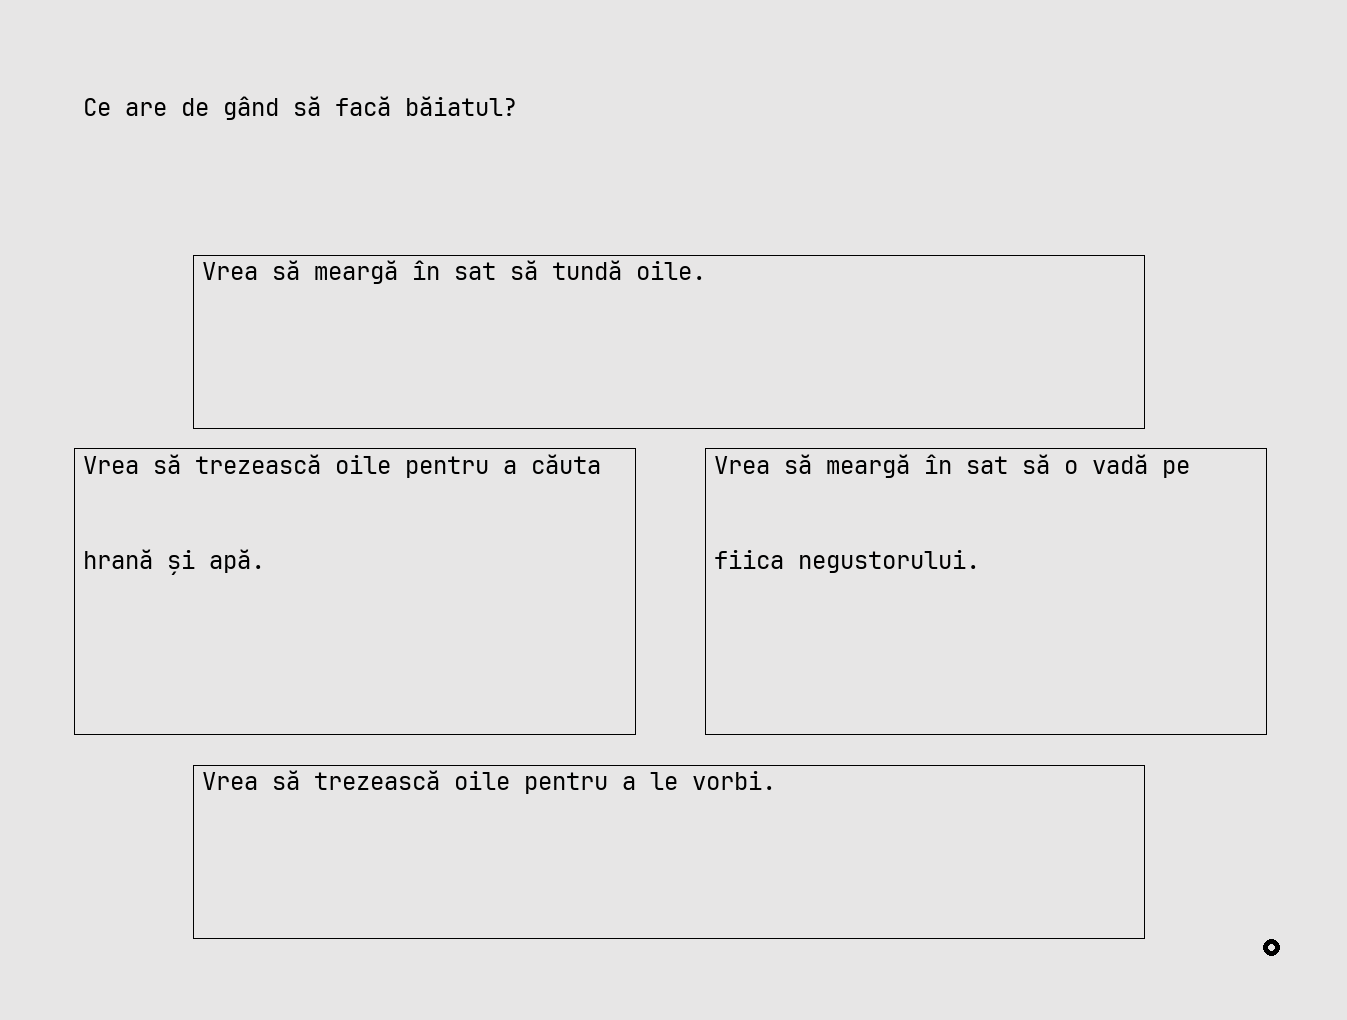 Ce are de gând să facă băiatul?
Vrea să meargă în sat să tundă oile.
Vrea să trezească oile pentru a căuta
hrană și apă.
Vrea să meargă în sat să o vadă pe
fiica negustorului.
Vrea să trezească oile pentru a le vorbi.